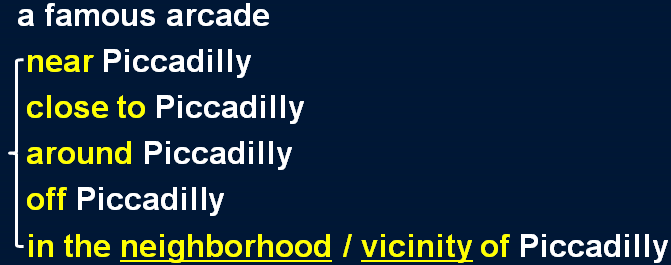 a famous arcade
near Piccadilly
close to Piccadilly
around Piccadilly
off Piccadilly
in the neighborhood / vicinity of Piccadilly